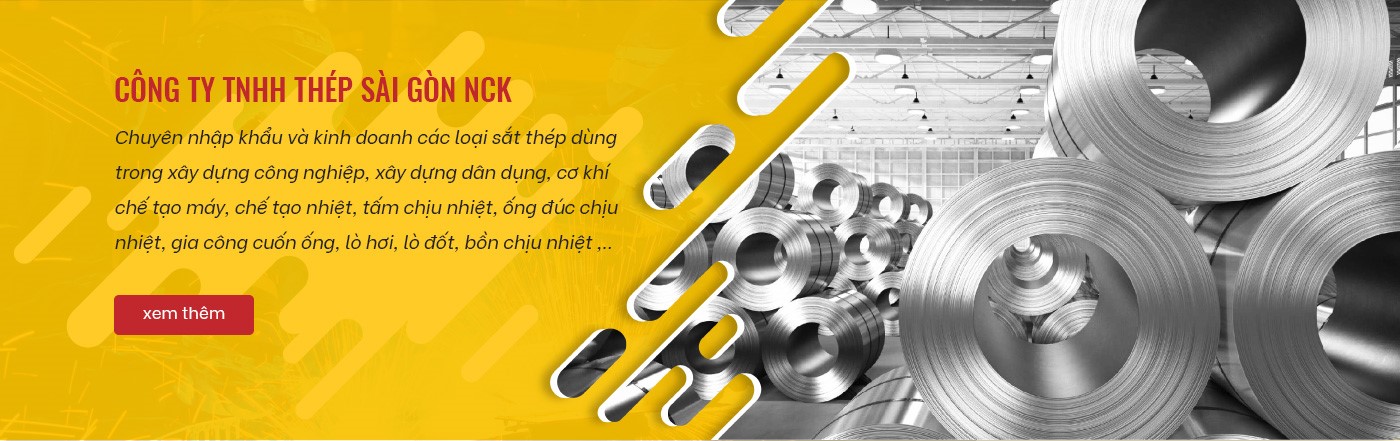 CÔNG TY TNHH THÉP SÀI GÒN NCK
Chuyên nhập khẩu và kinh doanh các loại sắt thép dùng
trong xây dựng công nghiệp, xây dựng dân dụng, cơ khí
chế tạo máy, chế tạo nhiệt, tấm chịu nhiệt, ống đúc chịu
nhiệt, gia công cuốn ống, lò hơi, lò đốt, bồn chịu nhiệt ,..
xem thêm